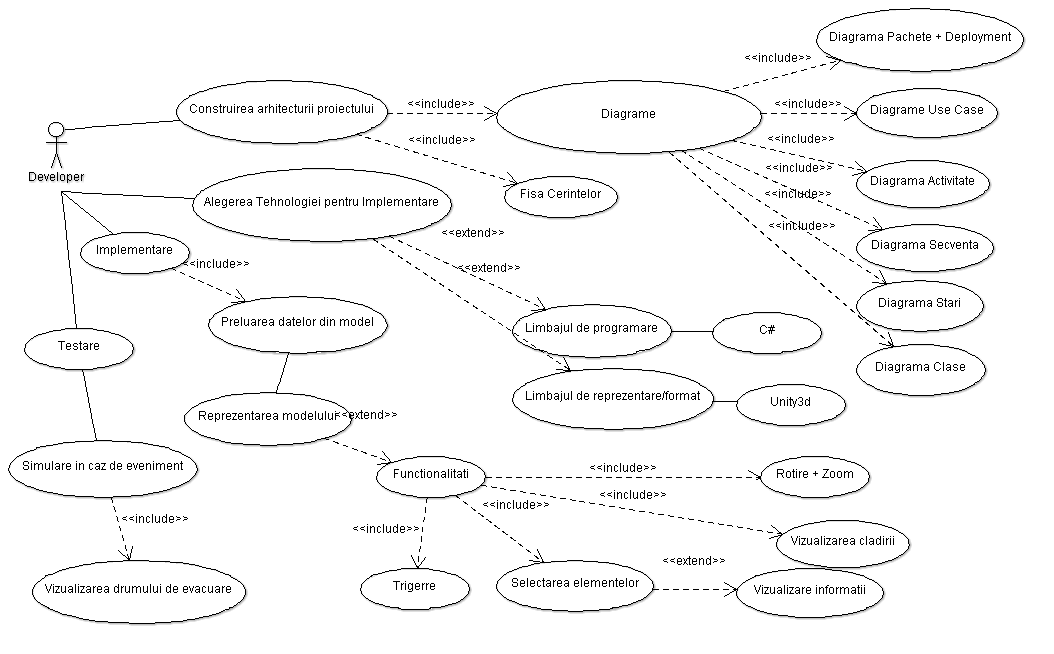 Diagrama Pachete + Deployment
<<include>>
Construirea arhitecturii proiectului
<<include>>
Diagrame
<<include>>
Diagrame Use Case
<<include>>
<<include>>
Diagrama Activitate
<<include>>
Developer
Alegerea Tehnologiei pentru Implementare
Fisa Cerintelor
<<include>>
Diagrama Secventa
<<include>>
<<extend>>
Implementare
<<include>>
<<extend>>
Diagrama Stari
Preluarea datelor din model
Limbajul de programare
C#
Testare
Diagrama Clase
Limbajul de reprezentare/format
Unity3d
Reprezentarea modelului
<<extend>>
Simulare in caz de eveniment
Functionalitati
<<include>>
Rotire + Zoom
<<include>>
<<include>>
<<include>>
<<include>>
Vizualizarea cladirii
<<extend>>
Vizualizarea drumului de evacuare
Trigerre
Selectarea elementelor
Vizualizare informatii